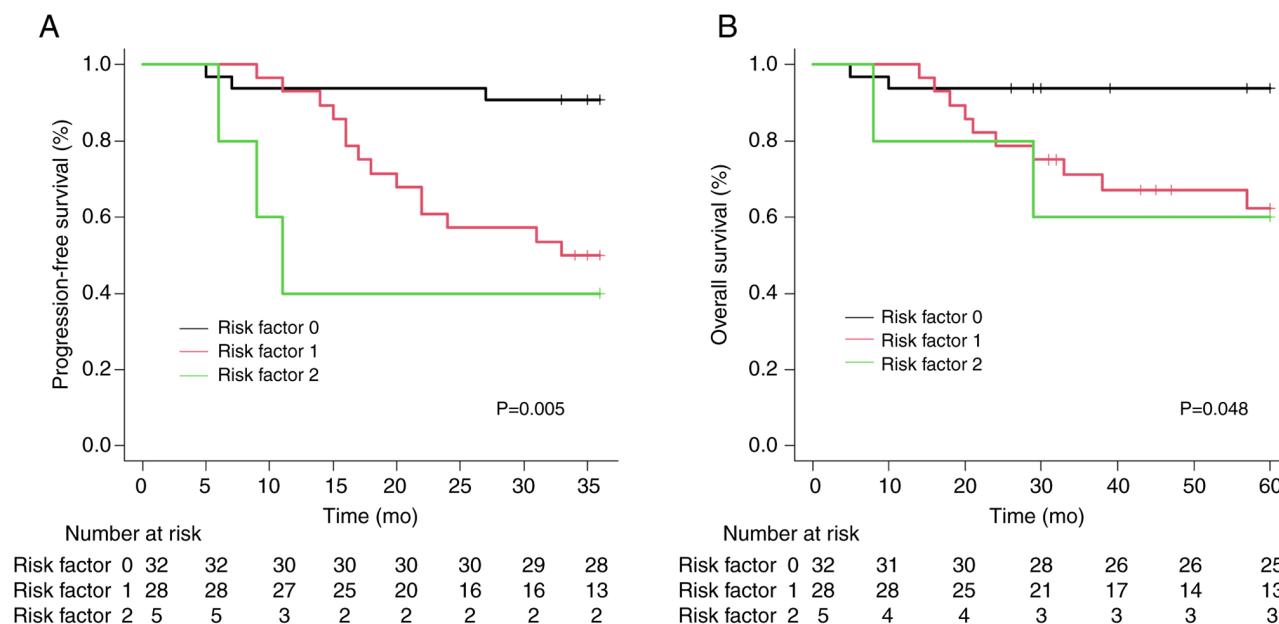 A
Progression-free survival (%)
1.0
0.8
0.6
0.4
0.2
0.0
Risk factor 0
Risk factor 1
Risk factor 2
P=0.005
0 5 10 15 20 25 30 35
Time (mo)
Number at risk
Risk factor 0 32 32 30 30 30 30 29 28
Risk factor 1 28 28 27 25 20 16 16 13
Risk factor 2 5 5 3 2 2 2 2 2
B
Overall survival (%)
1.0
0.8
0.6
0.4
0.2
0.0
Risk factor 0
Risk factor 1
Risk factor 2
P=0.048
0 10 20 30 40 50 60
Time (mo)
Number at risk
Risk factor 0 32 31 30 28 26 26 25
Risk factor 1 28 28 25 21 17 14 13
Risk factor 2 5 4 4 3 3 3 3